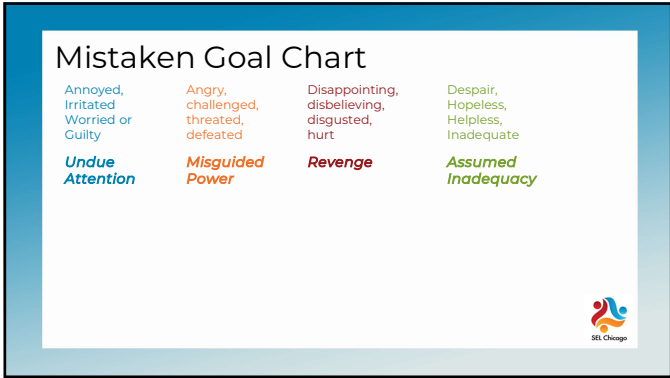 Mistaken Goal Chart
Annoyed,
Irritated
Worried or
Guilty
Undue
Attention
Angry,
challenged,
threated,
defeated
Misguided
Power
Disappointing,
disbelieving,
disgusted,
hurt
Revenge
Despair,
Hopeless,
Helpless,
Inadequate
Assumed
Inadequacy
SEL Chicago